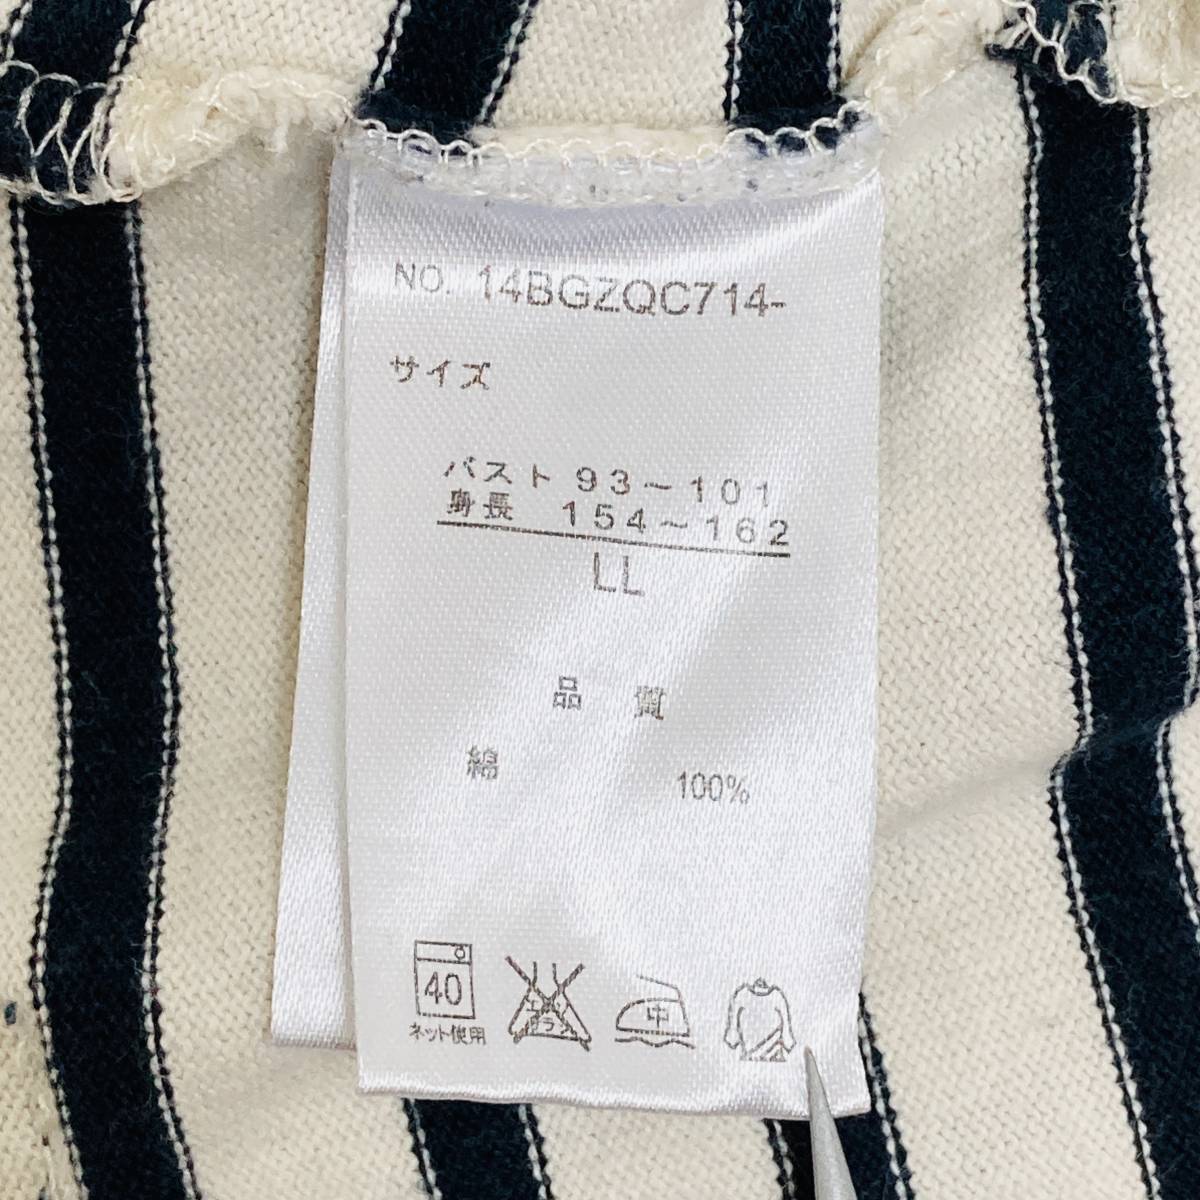 NO. 14BGZQC714-
サイズ
バスト 93～101
身長 154～162
LL
品 質
綿 100%
40
中
ネット使用